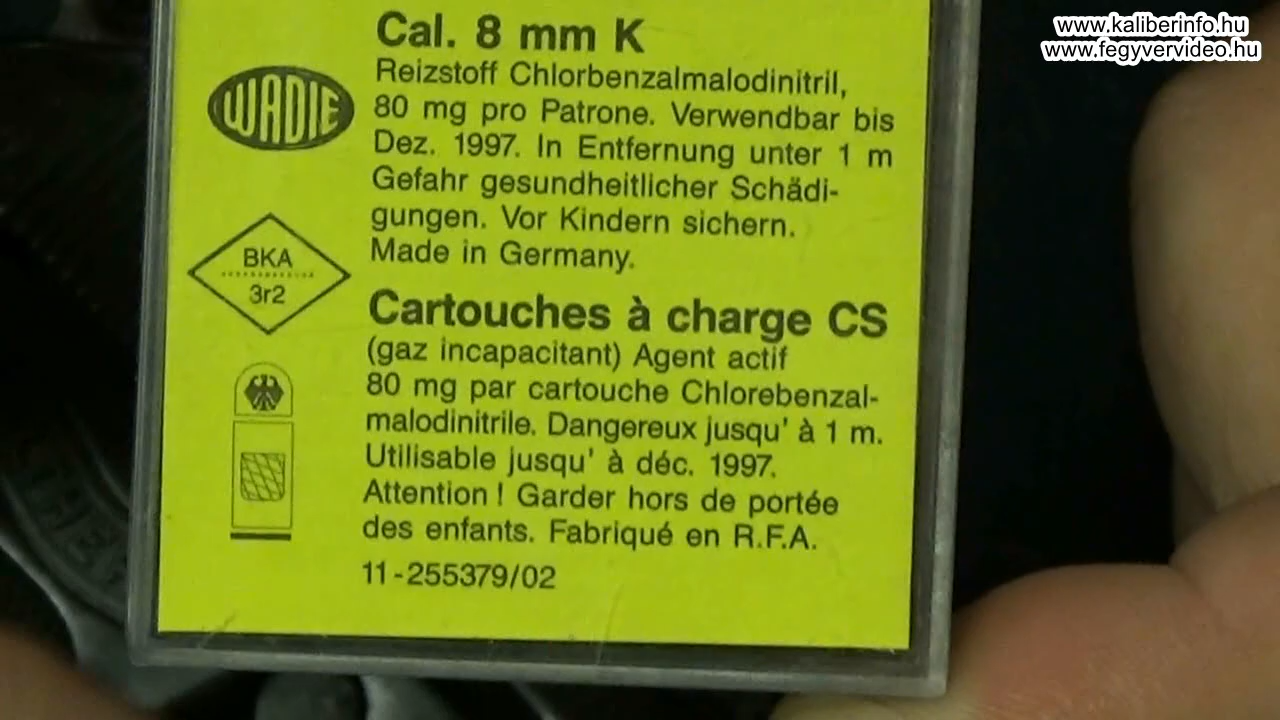 www.kaliberinfo.hu
www.fegyvervideo.hu
Cal. 8 mm K
Reizstoff Chlorbenzalmalodinitril,
80 mg pro Patrone. Verwendbar bis
Dez. 1997. In Entfernung unter 1 m
Gefahr gesundheitlicher Schädi-
gungen. Vor Kindern sichern.
Made in Germany.
WADIE
BKA
3r2
Cartouches à charge CS
(gaz incapacitant) Agent actif
80 mg par cartouche Chlorebenzal-
malodinitrile. Dangereux jusqu' à 1 m.
Utilisable jusqu' à déc. 1997.
Attention ! Garder hors de portée
des enfants. Fabriqué en R.F.A.
11-255379/02